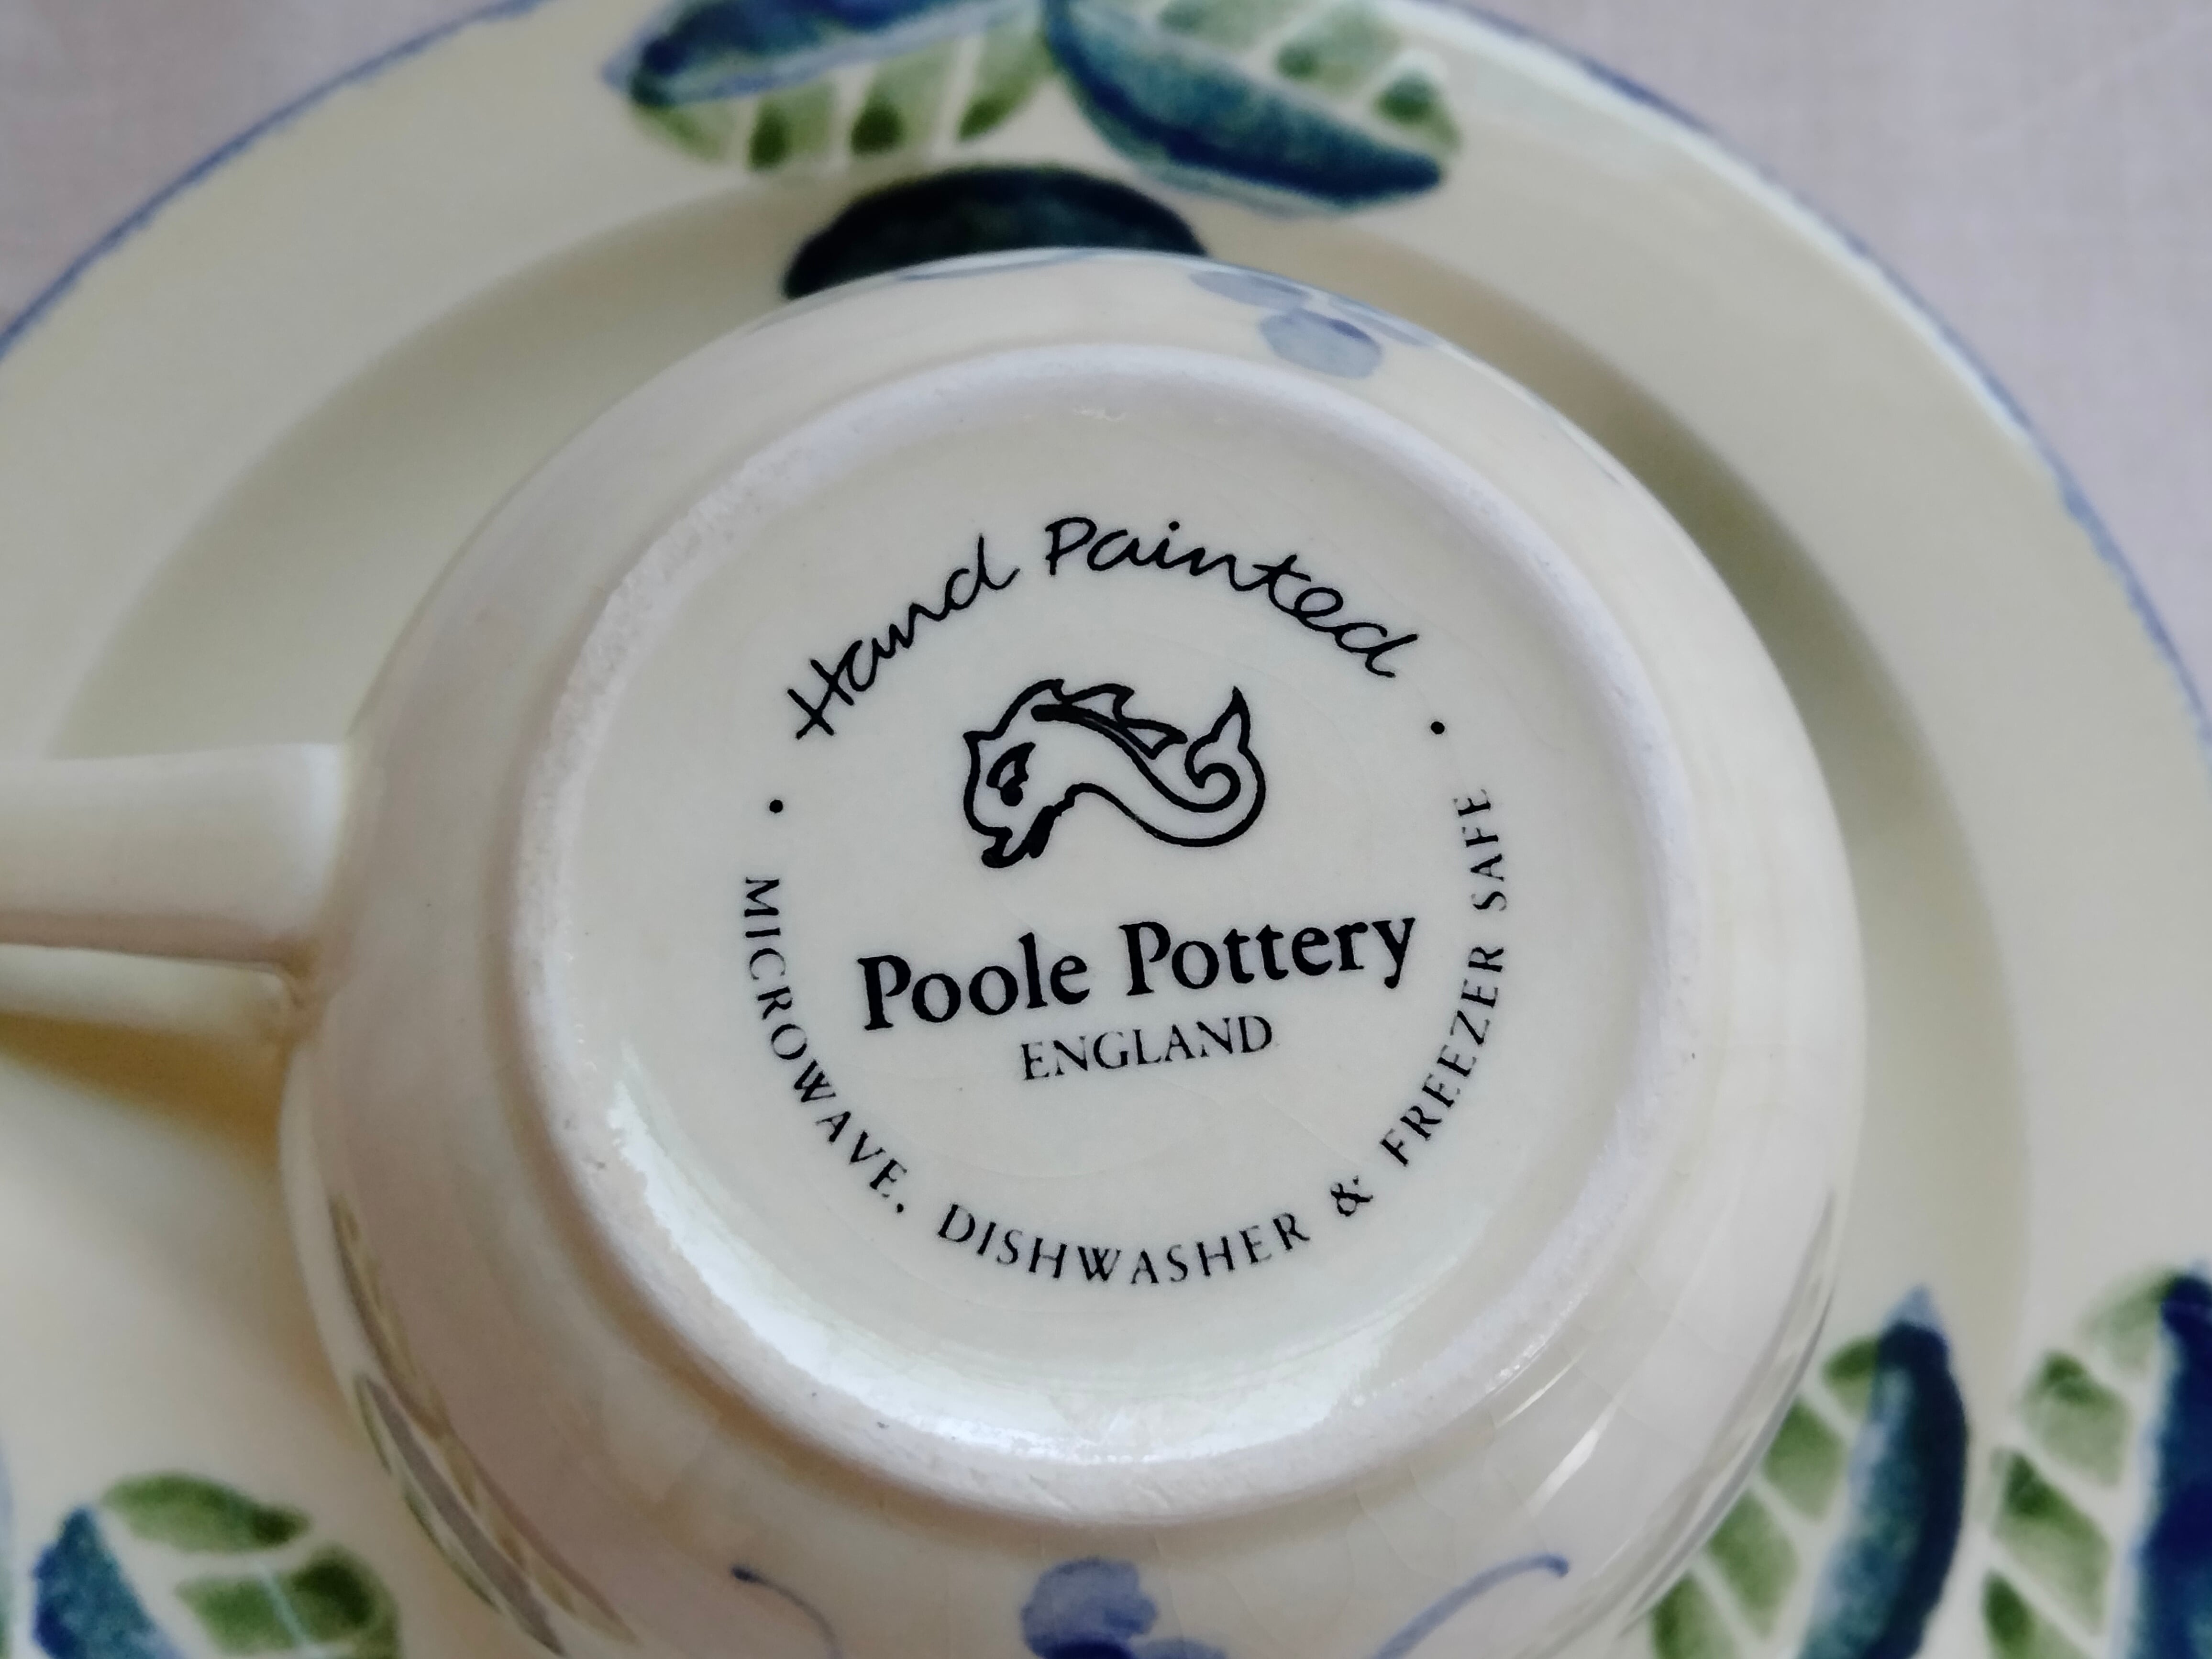 Hand Painted
Poole Pottery
ENGLAND
• MICROWAVE, DISHWASHER & FREEZER SAFE •